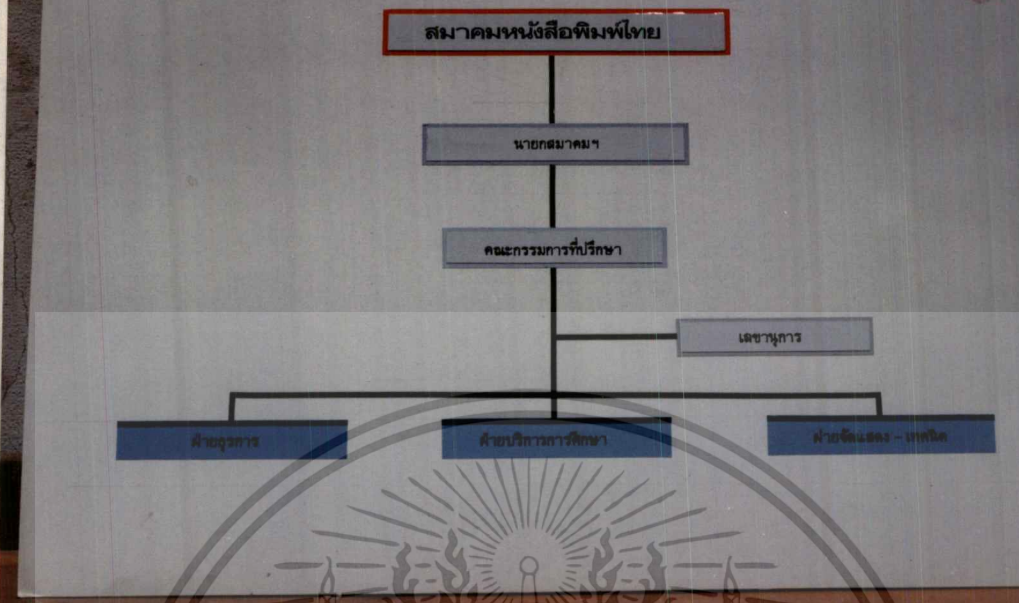 สมาคมหนังสือพิมพ์ไทย
นายกสมาคมฯ
คณะกรรมการที่ปรึกษา
เลขานุการ
ฝ่ายธุรการ
ฝ่ายบริการการศึกษา
ฝ่ายจัดแสดง - เทคนิค